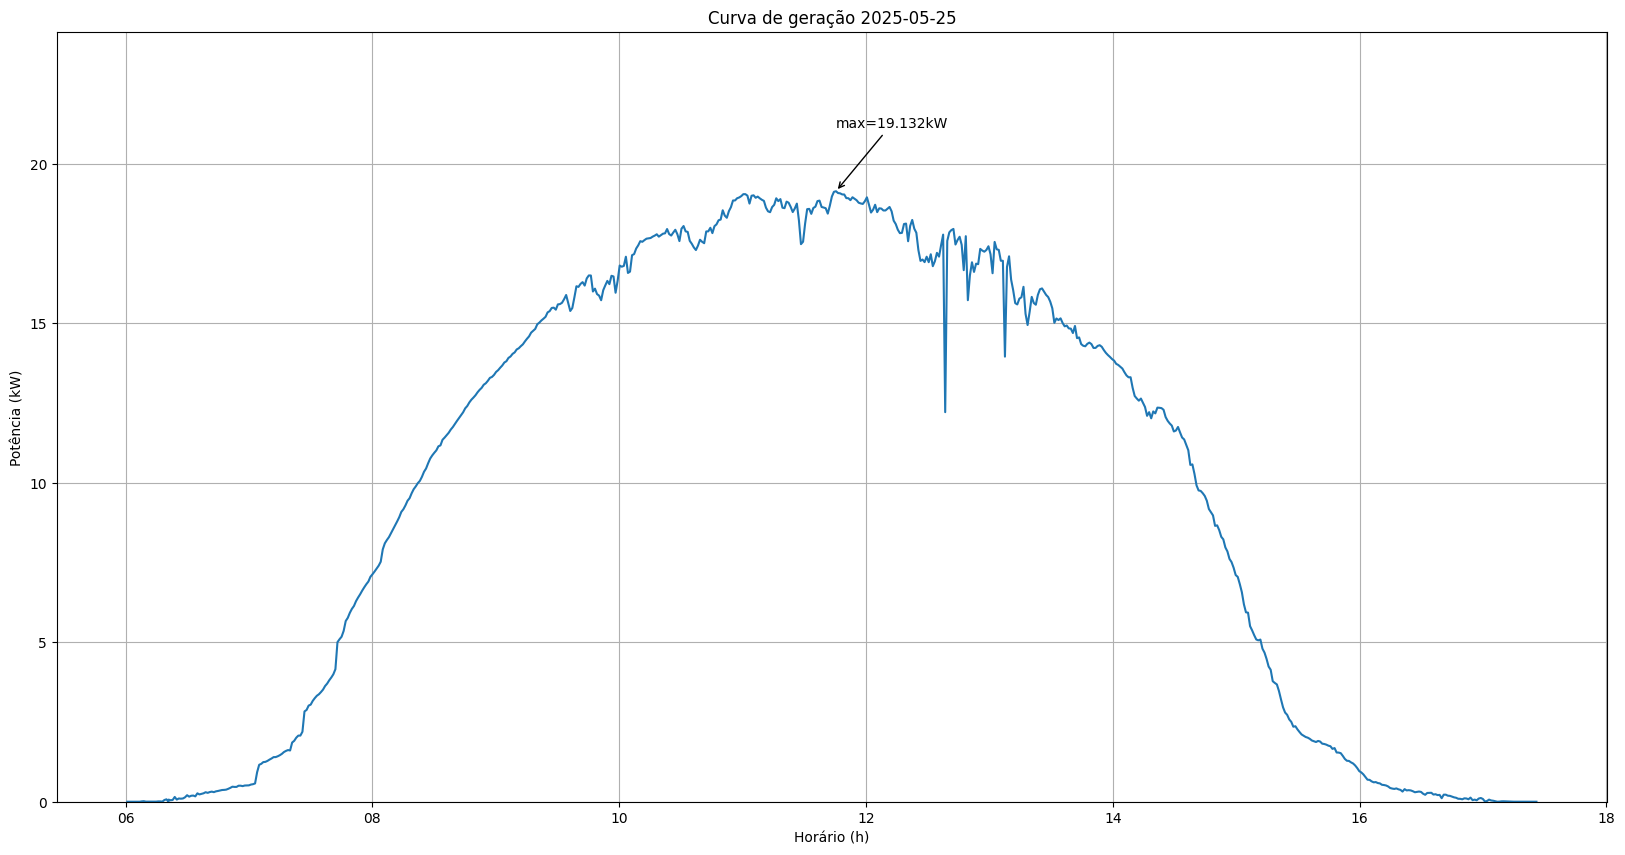 Curva de geração 2025-05-25
max=19.132kW
Potência (kW)
20
15
10
5
0
06 08 10 12 14 16 18
Horário (h)